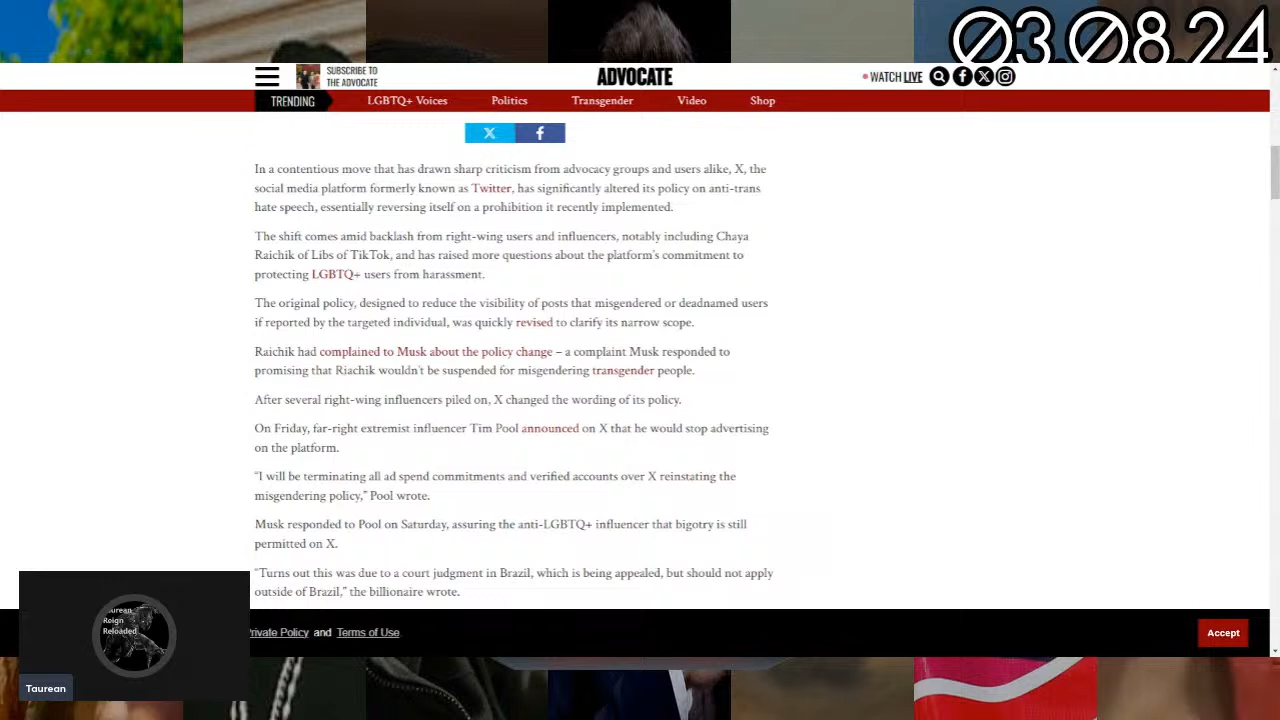 03.08.24
SUBSCRIBE TO
THE ADVOCATE
ADVOCATE
WATCH LIVE
TRENDING
LGBTQ+ Voices
Politics
Transgender
Video
Shop
In a contentious move that has drawn sharp criticism from advocacy groups and users alike, X, the
social media platform formerly known as Twitter, has significantly altered its policy on anti-trans
hate speech, essentially reversing itself on a prohibition it recently implemented.
The shift comes amid backlash from right-wing users and influencers, notably including Chaya
Raichik of Libs of TikTok, and has raised more questions about the platform's commitment to
protecting LGBTQ+ users from harassment.
The original policy, designed to reduce the visibility of posts that misgendered or deadnamed users
if reported by the targeted individual, was quickly revised to clarify its narrow scope.
Raichik had complained to Musk about the policy change – a complaint Musk responded to
promising that Riachik wouldn't be suspended for misgendering transgender people.
After several right-wing influencers piled on, X changed the wording of its policy.
On Friday, far-right extremist influencer Tim Pool announced on X that he would stop advertising
on the platform.
"I will be terminating all ad spend commitments and verified accounts over X reinstating the
misgendering policy," Pool wrote.
Musk responded to Pool on Saturday, assuring the anti-LGBTQ+ influencer that bigotry is still
permitted on X.
"Turns out this was due to a court judgment in Brazil, which is being appealed, but should not apply
outside of Brazil," the billionaire wrote.
Private Policy and Terms of Use.
Accept
Taurean
Reign
Reloaded
Taurean